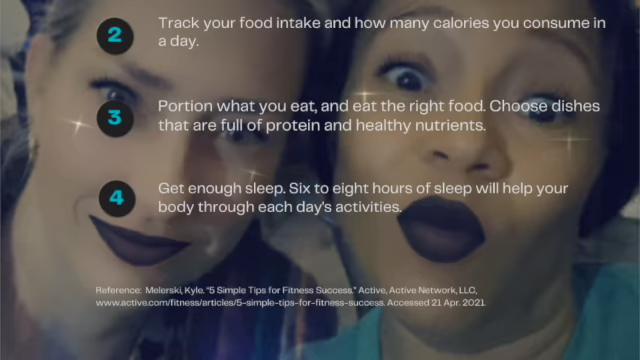 2
Track your food intake and how many calories you consume in
a day.
3
Portion what you eat, and eat the right food. Choose dishes
that are full of protein and healthy nutrients.
4
Get enough sleep. Six to eight hours of sleep will help your
body through each day's activities.
Reference: Melerski, Kyle. "5 Simple Tips for Fitness Success." Active, Active Network, LLC,
www.active.com/fitness/articles/5-simple-tips-for-fitness-success. Accessed 21 Apr. 2021.